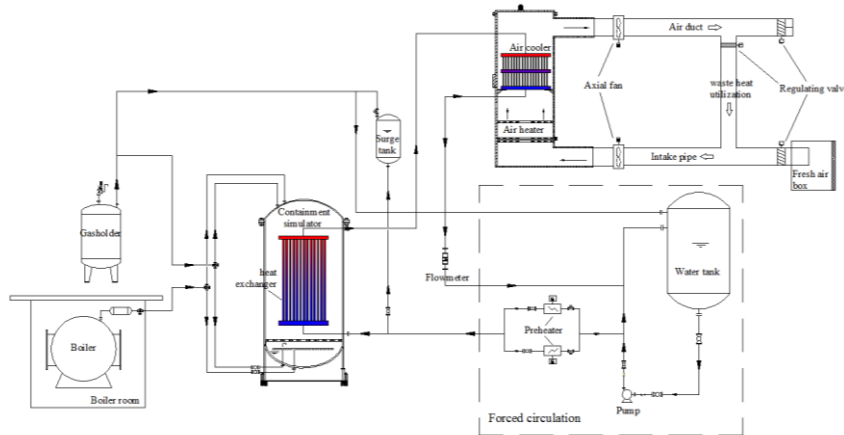 Air cooler
Air duct
Axial fan
waste heat
utilization
Regulating valv
Air heater
Surge
tank
Intake pipe
Fresh air
box
Gasholder
Containment
simulator
heat
exchanger
Flowmeter
Water tank
Preheater
Boiler
Boiler room
Forced circulation
Pump